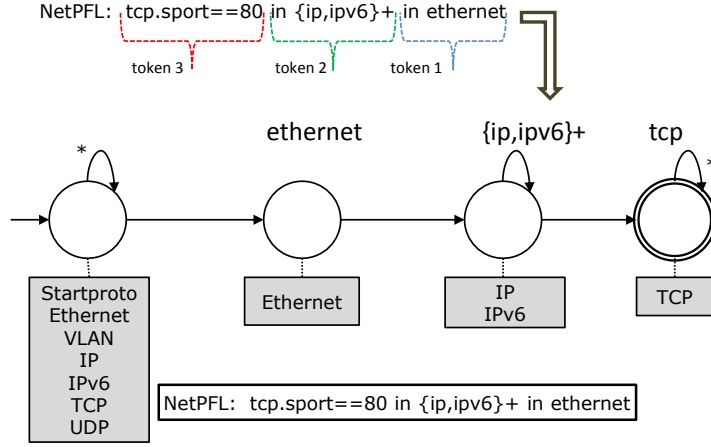 NetPFL: tcp.sport==80 in {ip,ipv6}+ in ethernet
token 3 token 2 token 1
ethernet {ip,ipv6}+ tcp
* *
Startproto
Ethernet
VLAN
IP
IPv6
TCP
UDP
Ethernet
IP
IPv6
TCP
NetPFL: tcp.sport==80 in {ip,ipv6}+ in ethernet